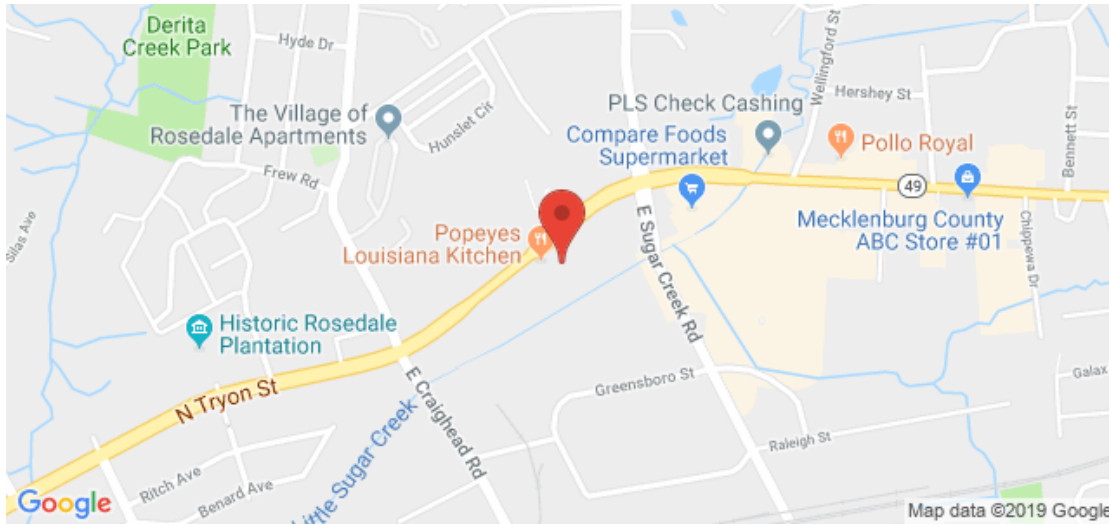 Derita
Creek Park
Hyde Dr
Wellingford St
Hershey St
Bennett St
The Village of
Rosedale Apartments
Hunslet Cir
PLS Check Cashing
Compare Foods
Supermarket
Pollo Royal
49
Frew Rd
Silas Ave
Popeyes
Louisiana Kitchen
E Sugar Creek Rd
Mecklenburg County
ABC Store #01
Chippewa Dr
Historic Rosedale
Plantation
N Tryon St
E Craighead Rd
Greensboro St
Galax
Little Sugar Creek
Raleigh St
Ritch Ave
Benard Ave
Google
Map data ©2019 Google